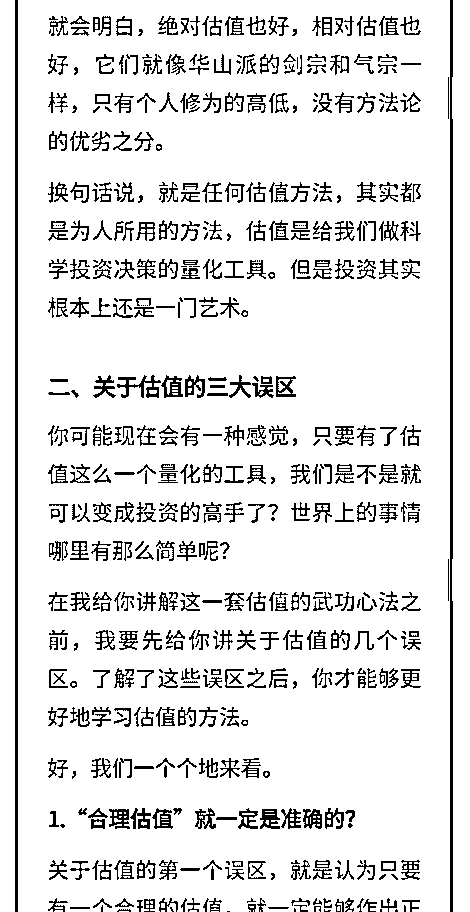 就会明白，绝对估值也好，相对估值也
好，它们就像华山派的剑宗和气宗一
样，只有个人修为的高低，没有方法论
的优劣之分。
换句话说，就是任何估值方法，其实都
是为人所用的方法，估值是给我们做科
学投资决策的量化工具。但是投资其实
根本上还是一门艺术。
二、关于估值的三大误区
你可能现在会有一种感觉，只要有了估
值这么一个量化的工具，我们是不是就
可以变成投资的高手了？世界上的事情
哪里有那么简单呢？
在我给你讲解这一套估值的武功心法之
前，我要先给你讲关于估值的几个误
区。了解了这些误区之后，你才能够更
好地学习估值的方法。
好，我们一个个地来看。
1.“合理估值”就一定是准确的？
关于估值的第一个误区，就是认为只要
有一个合理的估值，就一定能够作出正